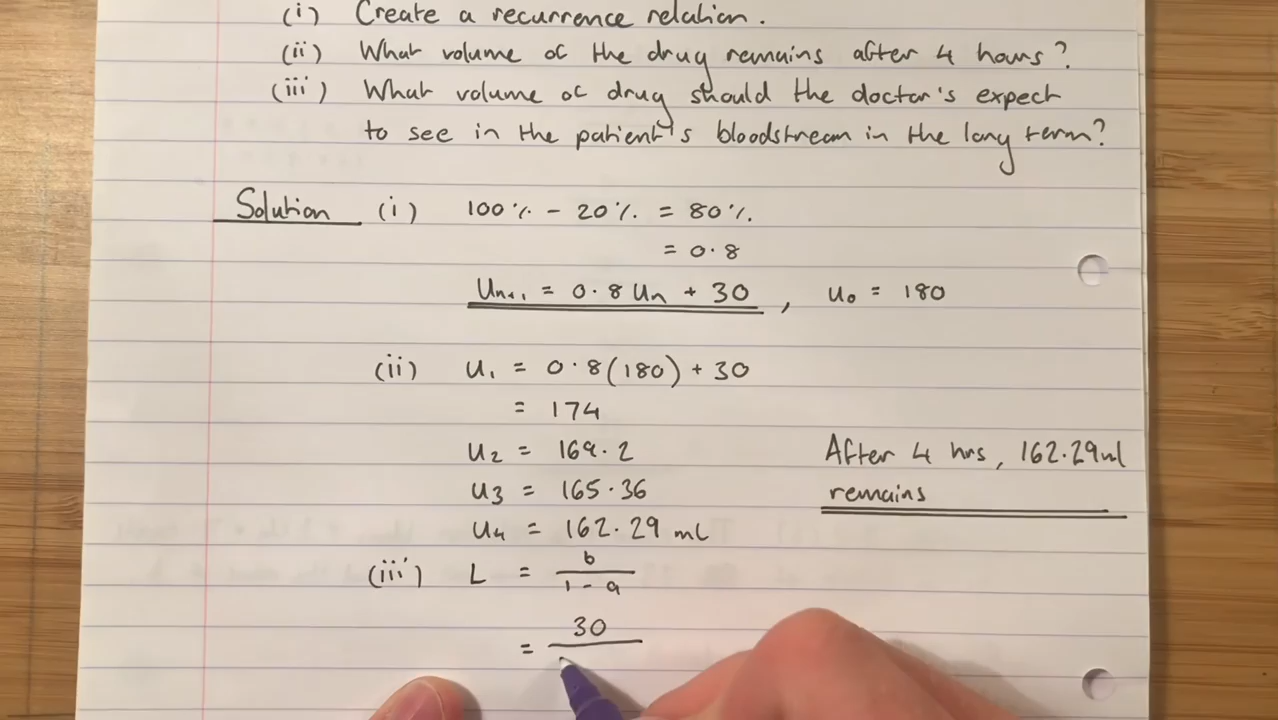 (i) Create a recurrence relation.
(ii) What volume of the drug remains after 4 hours?
(iii) What volume of drug should the doctor's expect
to see in the patient's bloodstream in the long term?
Solution (i) 100% - 20% = 80%.
= 0.8
Uₙ₊₁ = 0.8Uₙ + 30 , u₀ = 180
(ii) u₁ = 0.8(180) + 30
= 174
u₂ = 169.2
After 4 hrs, 162.29ml
remains
u₃ = 165.36
u₄ = 162.29 ml
(iii) L = b / 1 - a
= 30